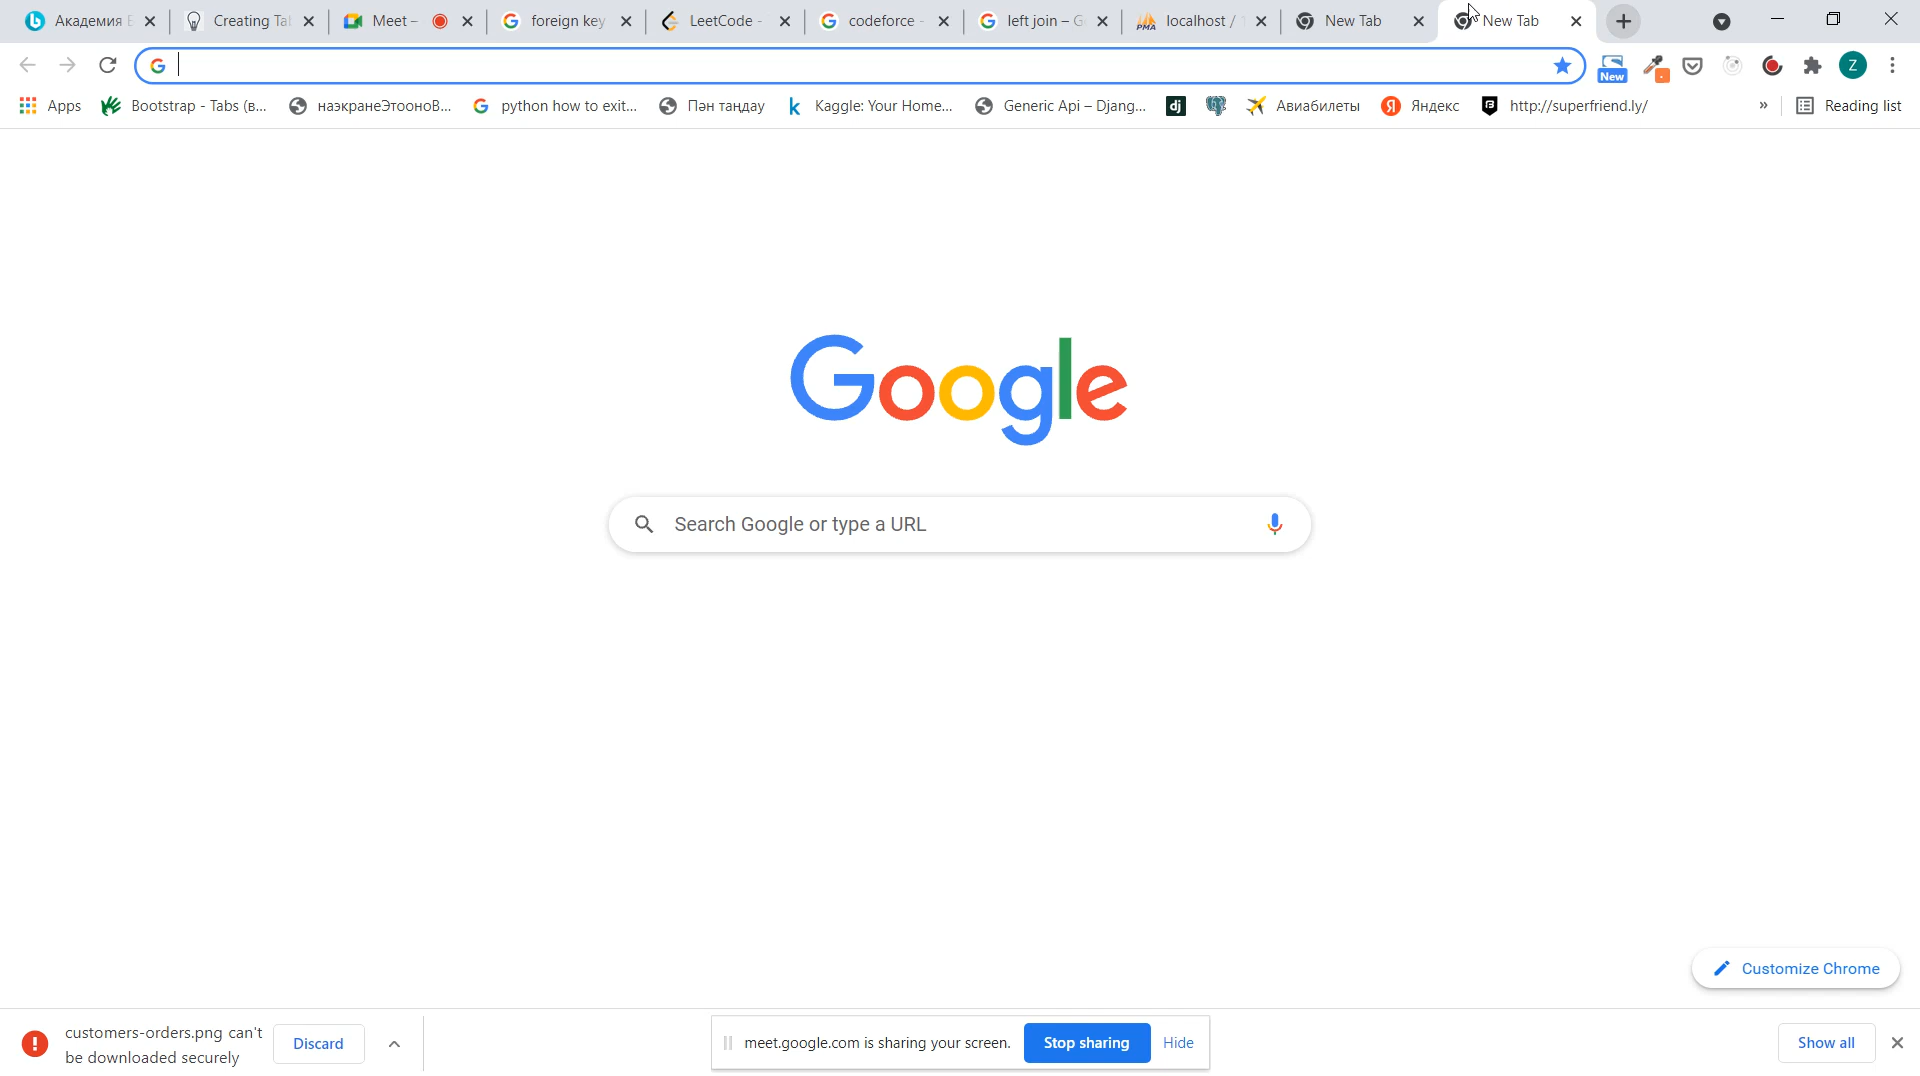 Академия Creating Ta Meet – foreign key LeetCode - codeforce - left join – G localhost / New Tab New Tab
Apps Bootstrap - Tabs (в... наэкранеЭтооноВ... python how to exit... Пән таңдау Kaggle: Your Home... Generic Api – Djang... dj Авиабилеты Яндекс http://superfriend.ly/ » Reading list
New
Z
PMA
Google
Search Google or type a URL
Customize Chrome
customers-orders.png can't
be downloaded securely
Discard
meet.google.com is sharing your screen. Stop sharing Hide
Show all